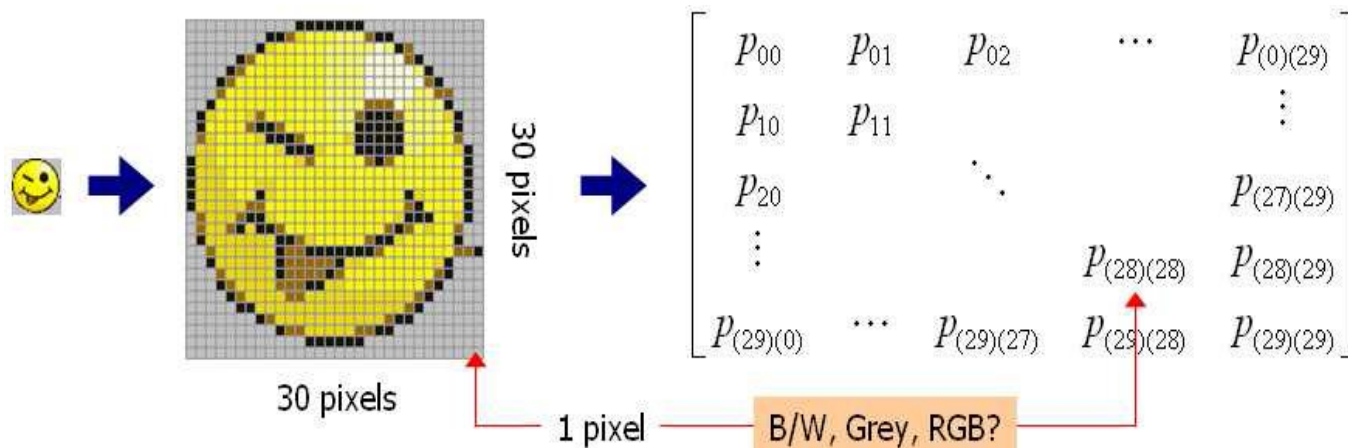 30 pixels
30 pixels
p₀₀ p₀₁ p₀₂ ⋯ p₍₀₎₍₂₉₎
p₁₀ p₁₁ ⋮
p₂₀ ⋱ p₍₂₇₎₍₂₉₎
⋮ p₍₂₈₎₍₂₈₎ p₍₂₈₎₍₂₉₎
p₍₂₉₎₍₀₎ ⋯ p₍₂₉₎₍₂₇₎ p₍₂₉₎₍₂₈₎ p₍₂₉₎₍₂₉₎
1 pixel
B/W, Grey, RGB?